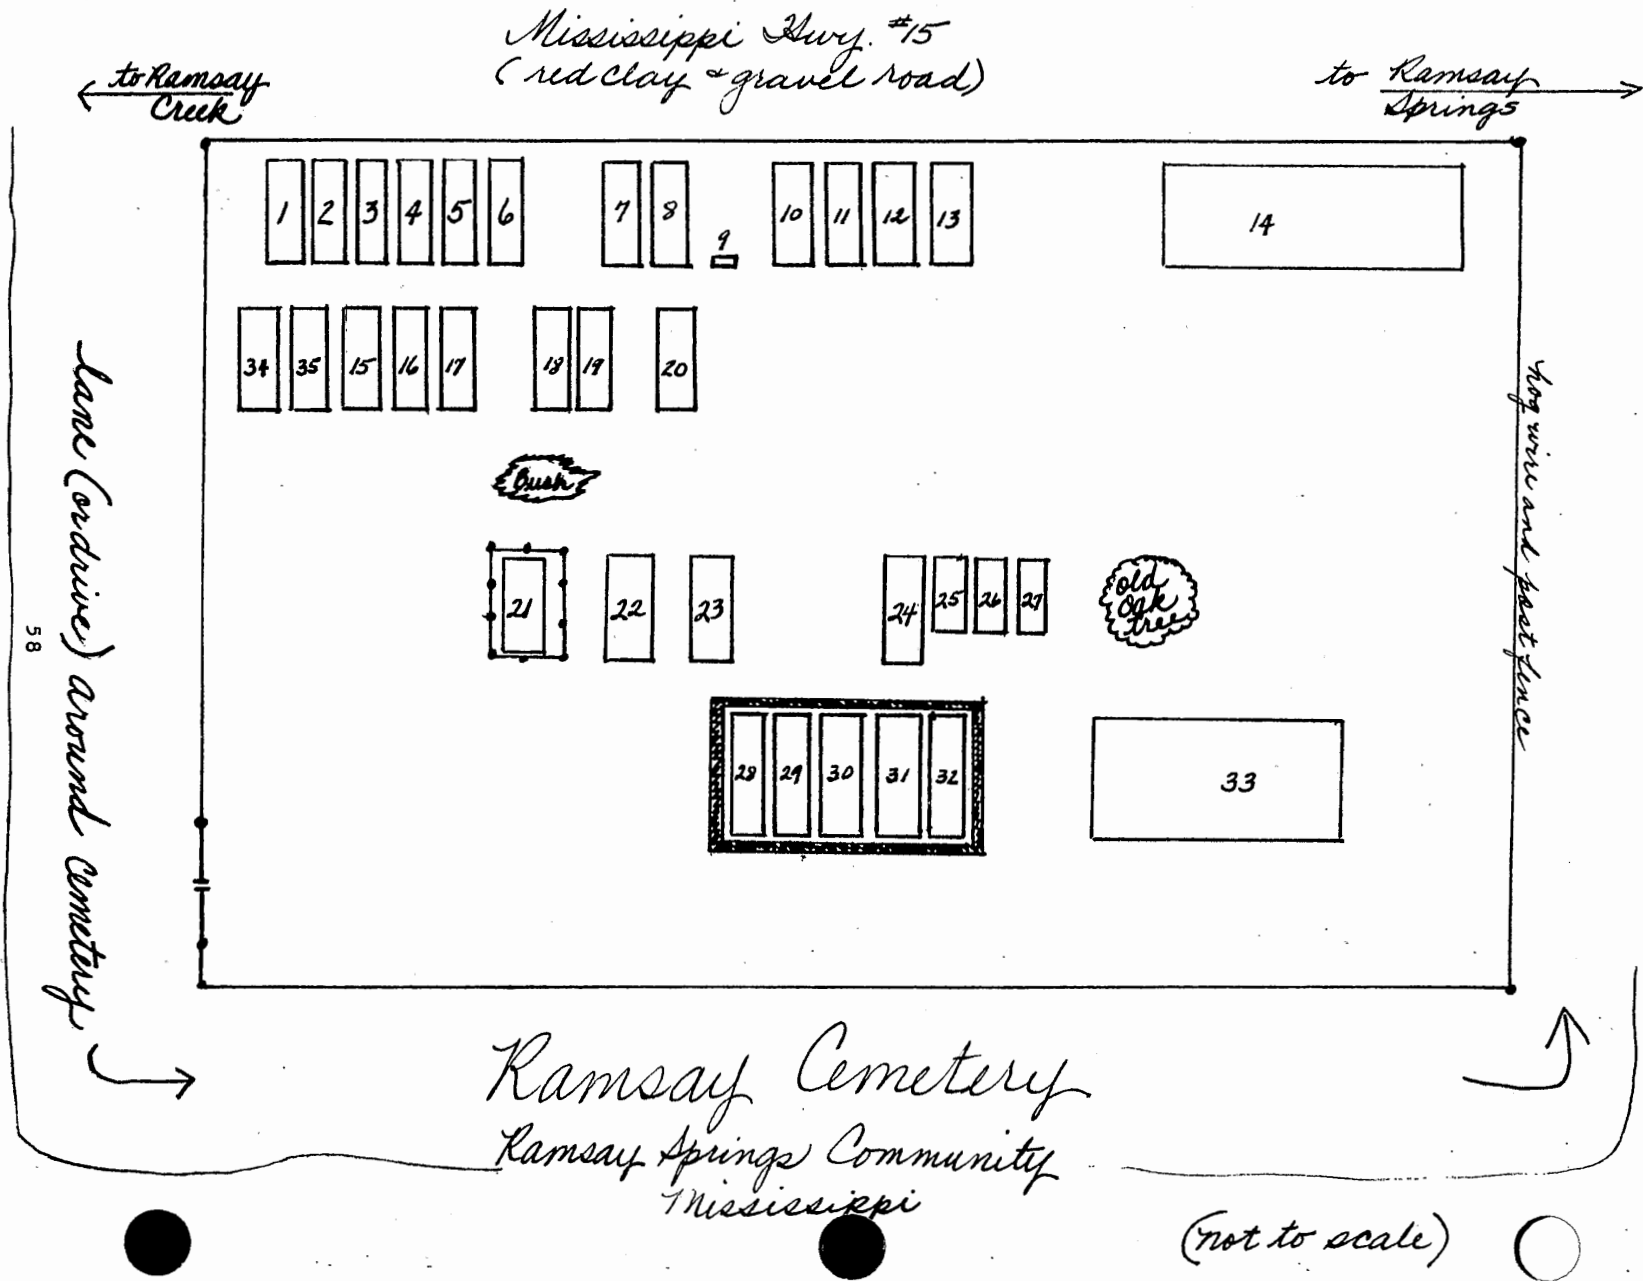 Mississippi Hwy. #15
(red clay & gravel road)
to Ramsay
Creek
to Ramsay
Springs
1 2 3 4 5 6 7 8 9 10 11 12 13 14
34 35 15 16 17 18 19 20
Bush
21 22 23 24 25 26 27
old
Oak
tree
28 29 30 31 32 33
lane (or drive) around cemetery
hog wire and post fence
58
Ramsay Cemetery
Ramsay Springs Community
Mississippi
(not to scale)